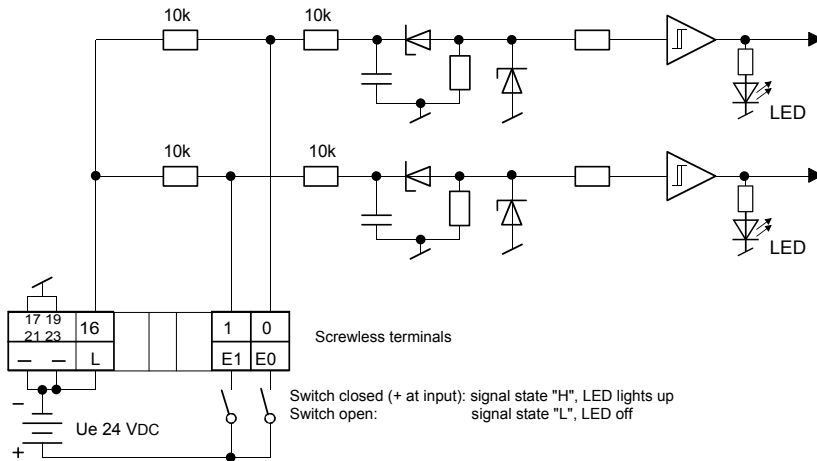 10k 10k
LED
10k 10k
LED
17 19 16 1 0
21 23
— — L E1 E0
Screwless terminals
Switch closed (+ at input): signal state "H", LED lights up
Switch open: signal state "L", LED off
− Ue 24 VDC
+